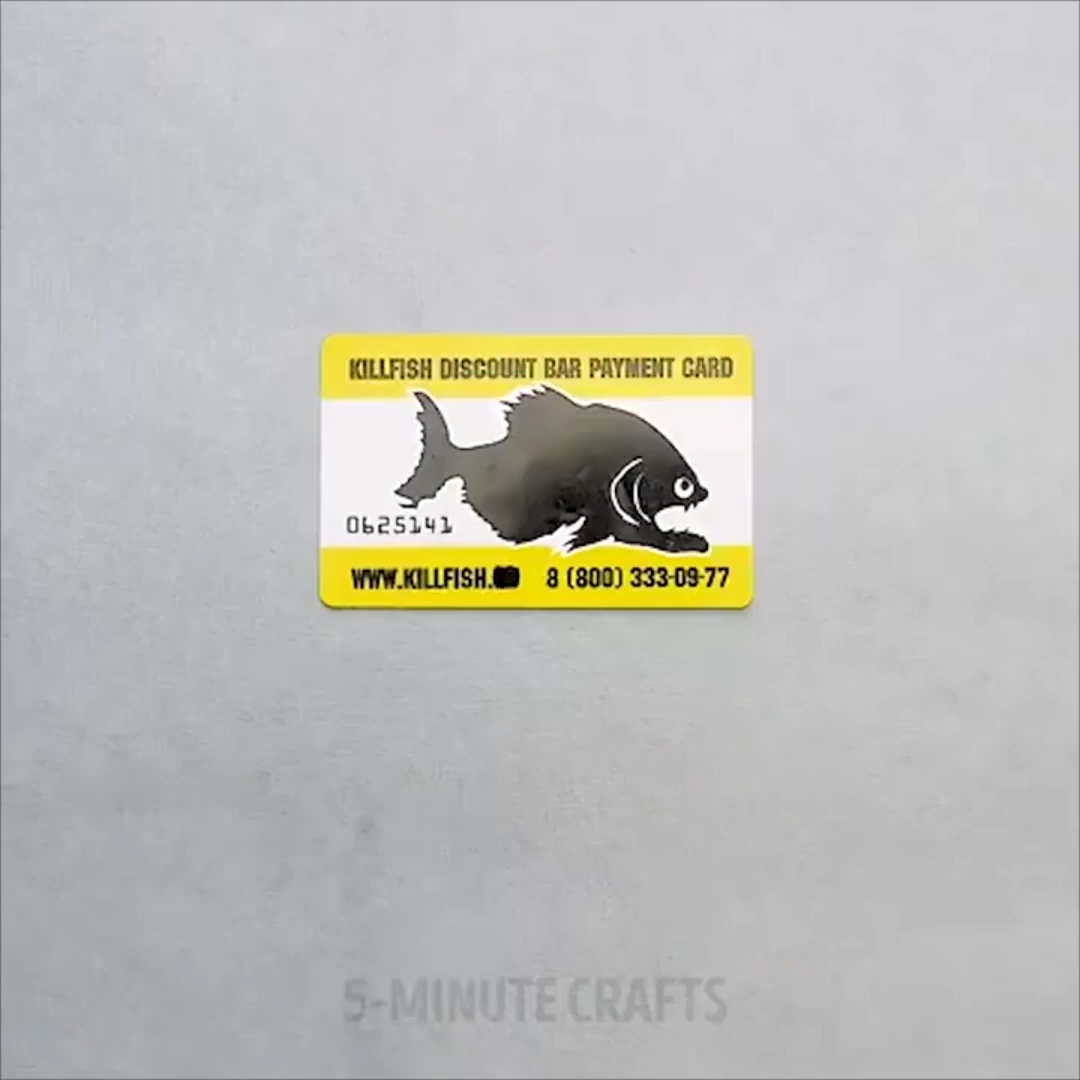 KILLFISH DISCOUNT BAR PAYMENT CARD
0625141
WWW.KILLFISH.
8 (800) 333-09-77
5-MINUTE CRAFTS